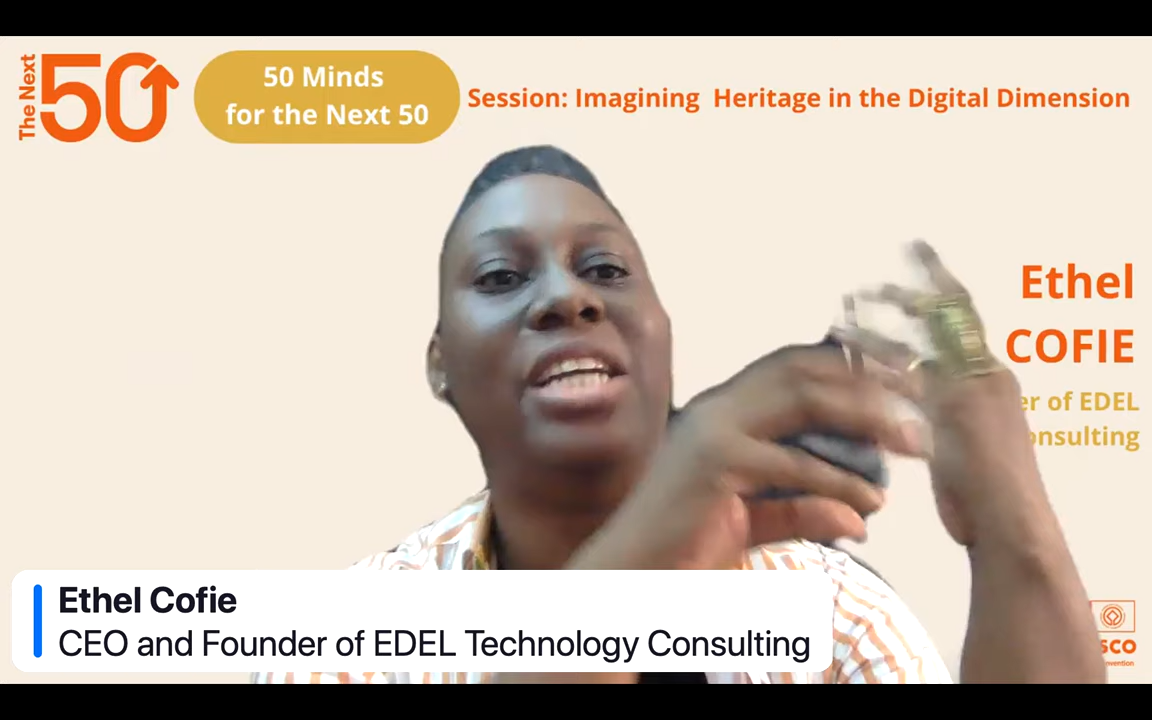 The Next
50
50 Minds
for the Next 50
Session: Imagining Heritage in the Digital Dimension
Ethel
COFIE
er of EDEL
onsulting
Ethel Cofie
CEO and Founder of EDEL Technology Consulting
SCO